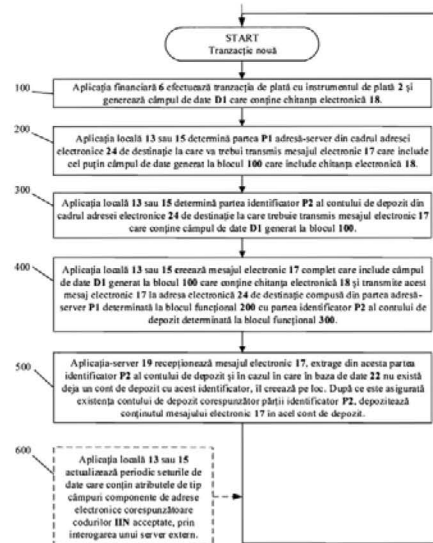 START
Tranzacție nouă
100
Aplicația financiară 6 efectuează tranzacția de plată cu instrumentul de plată 2 și
generează câmpul de date D1 care conține chitanța electronică 18.
200
Aplicația locală 13 sau 15 determină partea P1 adresă-server din cadrul adresei
electronice 24 de destinație la care va trebui transmis mesajul electronic 17 care include
cel puțin câmpul de date generat la blocul 100 care include chitanța electronică 18.
300
Aplicația locală 13 sau 15 determină partea identificator P2 al contului de depozit din
cadrul adresei electronice 24 de destinație la care trebuie transmis mesajul electronic 17
care conține câmpul de date D1 generat la blocul 100.
400
Aplicația locală 13 sau 15 creează mesajul electronic 17 complet care include câmpul
de date D1 generat la blocul 100 care conține chitanța electronică 18 și transmite acest
mesaj electronic 17 la adresa electronică 24 de destinație compusă din partea adresă-
server P1 determinată la blocul funcțional 200 cu partea identificator P2 al contului de
depozit determinată la blocul funcțional 300.
500
Aplicația-server 19 recepționează mesajul electronic 17, extrage din acesta partea
identificator P2 al contului de depozit și în cazul în care în baza de date 22 nu există
deja un cont de depozit cu acest identificator, îl creează pe loc. După ce este asigurată
existența contului de depozit corespunzător părții identificator P2, depozitează
conținutul mesajului electronic 17 în acel cont de depozit.
600
Aplicația locală 13 sau 15
actualizează periodic seturile de
date care conțin atributele de tip
câmpuri componente de adrese
electronice corespunzătoare
codurilor IIN acceptate, prin
interogarea unui server extern.